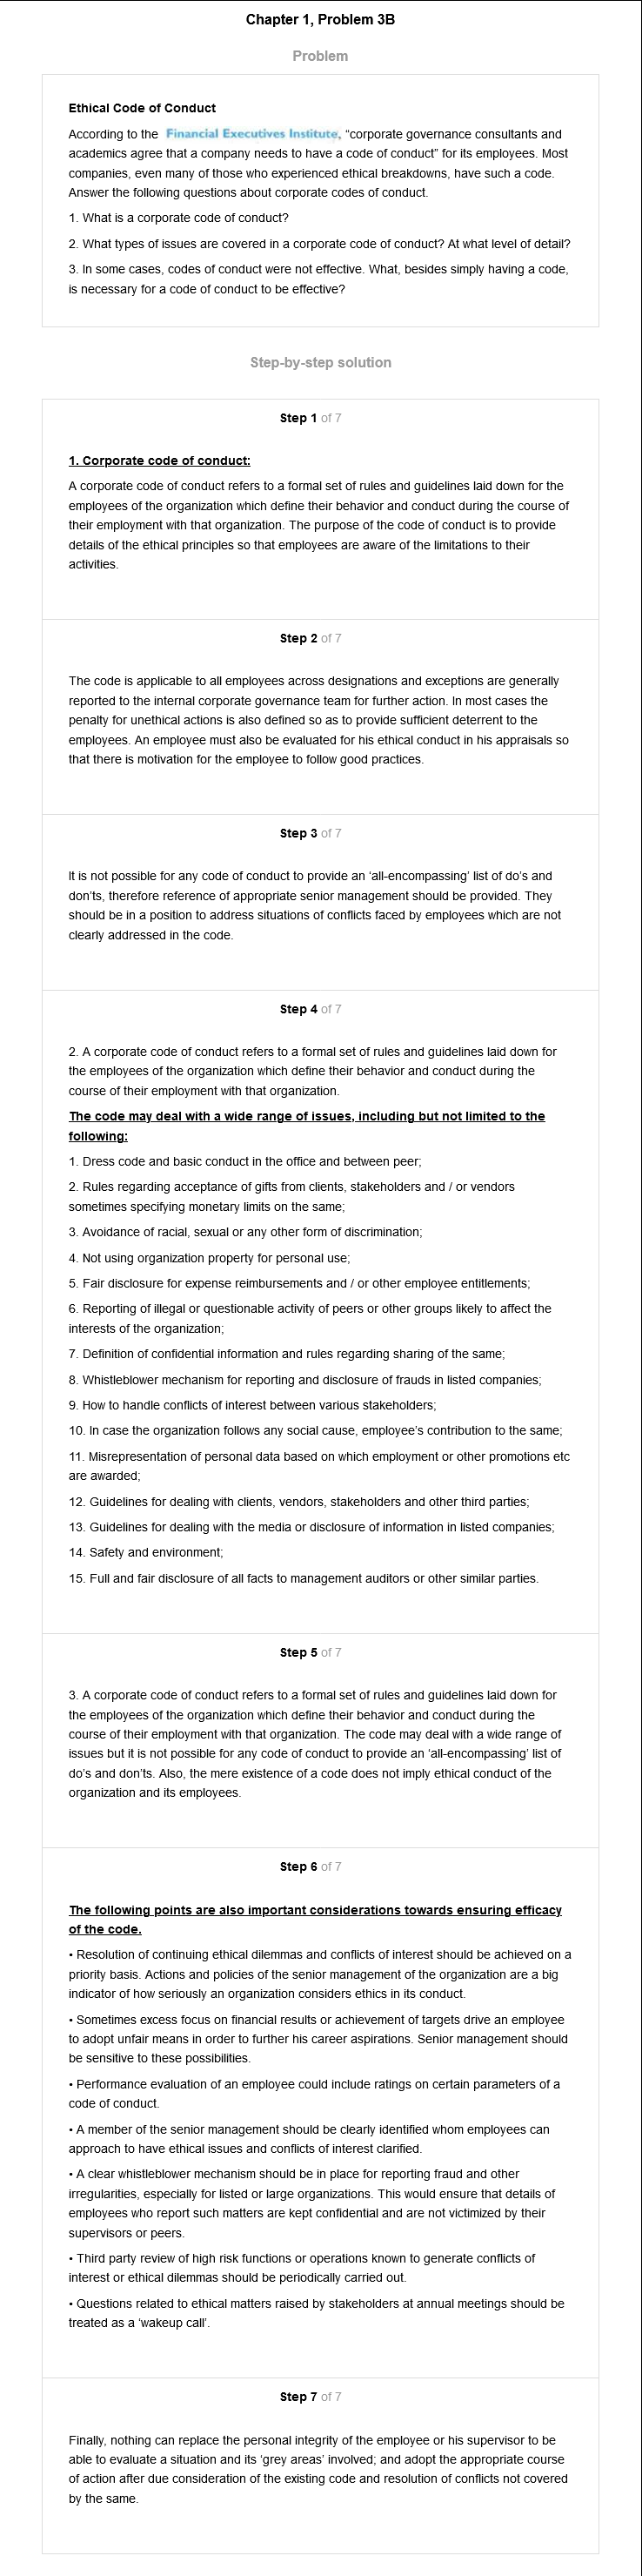 Chapter 1, Problem 3B
Problem
Ethical Code of Conduct
According to the Financial Executives Institute, “corporate governance consultants and
academics agree that a company needs to have a code of conduct” for its employees. Most
companies, even many of those who experienced ethical breakdowns, have such a code.
Answer the following questions about corporate codes of conduct.
1. What is a corporate code of conduct?
2. What types of issues are covered in a corporate code of conduct? At what level of detail?
3. In some cases, codes of conduct were not effective. What, besides simply having a code,
is necessary for a code of conduct to be effective?
Step-by-step solution
Step 1 of 7
1. Corporate code of conduct:
A corporate code of conduct refers to a formal set of rules and guidelines laid down for the
employees of the organization which define their behavior and conduct during the course of
their employment with that organization. The purpose of the code of conduct is to provide
details of the ethical principles so that employees are aware of the limitations to their
activities.
Step 2 of 7
The code is applicable to all employees across designations and exceptions are generally
reported to the internal corporate governance team for further action. In most cases the
penalty for unethical actions is also defined so as to provide sufficient deterrent to the
employees. An employee must also be evaluated for his ethical conduct in his appraisals so
that there is motivation for the employee to follow good practices.
Step 3 of 7
It is not possible for any code of conduct to provide an ‘all-encompassing’ list of do’s and
don’ts, therefore reference of appropriate senior management should be provided. They
should be in a position to address situations of conflicts faced by employees which are not
clearly addressed in the code.
Step 4 of 7
2. A corporate code of conduct refers to a formal set of rules and guidelines laid down for
the employees of the organization which define their behavior and conduct during the
course of their employment with that organization.
The code may deal with a wide range of issues, including but not limited to the
following:
1. Dress code and basic conduct in the office and between peer;
2. Rules regarding acceptance of gifts from clients, stakeholders and / or vendors
sometimes specifying monetary limits on the same;
3. Avoidance of racial, sexual or any other form of discrimination;
4. Not using organization property for personal use;
5. Fair disclosure for expense reimbursements and / or other employee entitlements;
6. Reporting of illegal or questionable activity of peers or other groups likely to affect the
interests of the organization;
7. Definition of confidential information and rules regarding sharing of the same;
8. Whistleblower mechanism for reporting and disclosure of frauds in listed companies;
9. How to handle conflicts of interest between various stakeholders;
10. In case the organization follows any social cause, employee’s contribution to the same;
11. Misrepresentation of personal data based on which employment or other promotions etc
are awarded;
12. Guidelines for dealing with clients, vendors, stakeholders and other third parties;
13. Guidelines for dealing with the media or disclosure of information in listed companies;
14. Safety and environment;
15. Full and fair disclosure of all facts to management auditors or other similar parties.
Step 5 of 7
3. A corporate code of conduct refers to a formal set of rules and guidelines laid down for
the employees of the organization which define their behavior and conduct during the
course of their employment with that organization. The code may deal with a wide range of
issues but it is not possible for any code of conduct to provide an ‘all-encompassing’ list of
do’s and don’ts. Also, the mere existence of a code does not imply ethical conduct of the
organization and its employees.
Step 6 of 7
The following points are also important considerations towards ensuring efficacy
of the code.
• Resolution of continuing ethical dilemmas and conflicts of interest should be achieved on a
priority basis. Actions and policies of the senior management of the organization are a big
indicator of how seriously an organization considers ethics in its conduct.
• Sometimes excess focus on financial results or achievement of targets drive an employee
to adopt unfair means in order to further his career aspirations. Senior management should
be sensitive to these possibilities.
• Performance evaluation of an employee could include ratings on certain parameters of a
code of conduct.
• A member of the senior management should be clearly identified whom employees can
approach to have ethical issues and conflicts of interest clarified.
• A clear whistleblower mechanism should be in place for reporting fraud and other
irregularities, especially for listed or large organizations. This would ensure that details of
employees who report such matters are kept confidential and are not victimized by their
supervisors or peers.
• Third party review of high risk functions or operations known to generate conflicts of
interest or ethical dilemmas should be periodically carried out.
• Questions related to ethical matters raised by stakeholders at annual meetings should be
treated as a ‘wakeup call’.
Step 7 of 7
Finally, nothing can replace the personal integrity of the employee or his supervisor to be
able to evaluate a situation and its ‘grey areas’ involved; and adopt the appropriate course
of action after due consideration of the existing code and resolution of conflicts not covered
by the same.